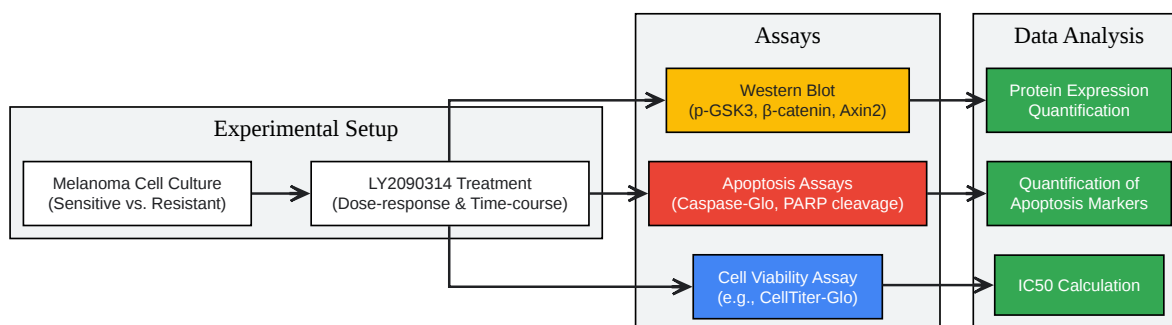 Experimental Setup
Melanoma Cell Culture
(Sensitive vs. Resistant)
LY2090314 Treatment
(Dose-response & Time-course)
Assays
Western Blot
(p-GSK3, β-catenin, Axin2)
Apoptosis Assays
(Caspase-Glo, PARP cleavage)
Cell Viability Assay
(e.g., CellTiter-Glo)
Data Analysis
Protein Expression
Quantification
Quantification of
Apoptosis Markers
IC50 Calculation